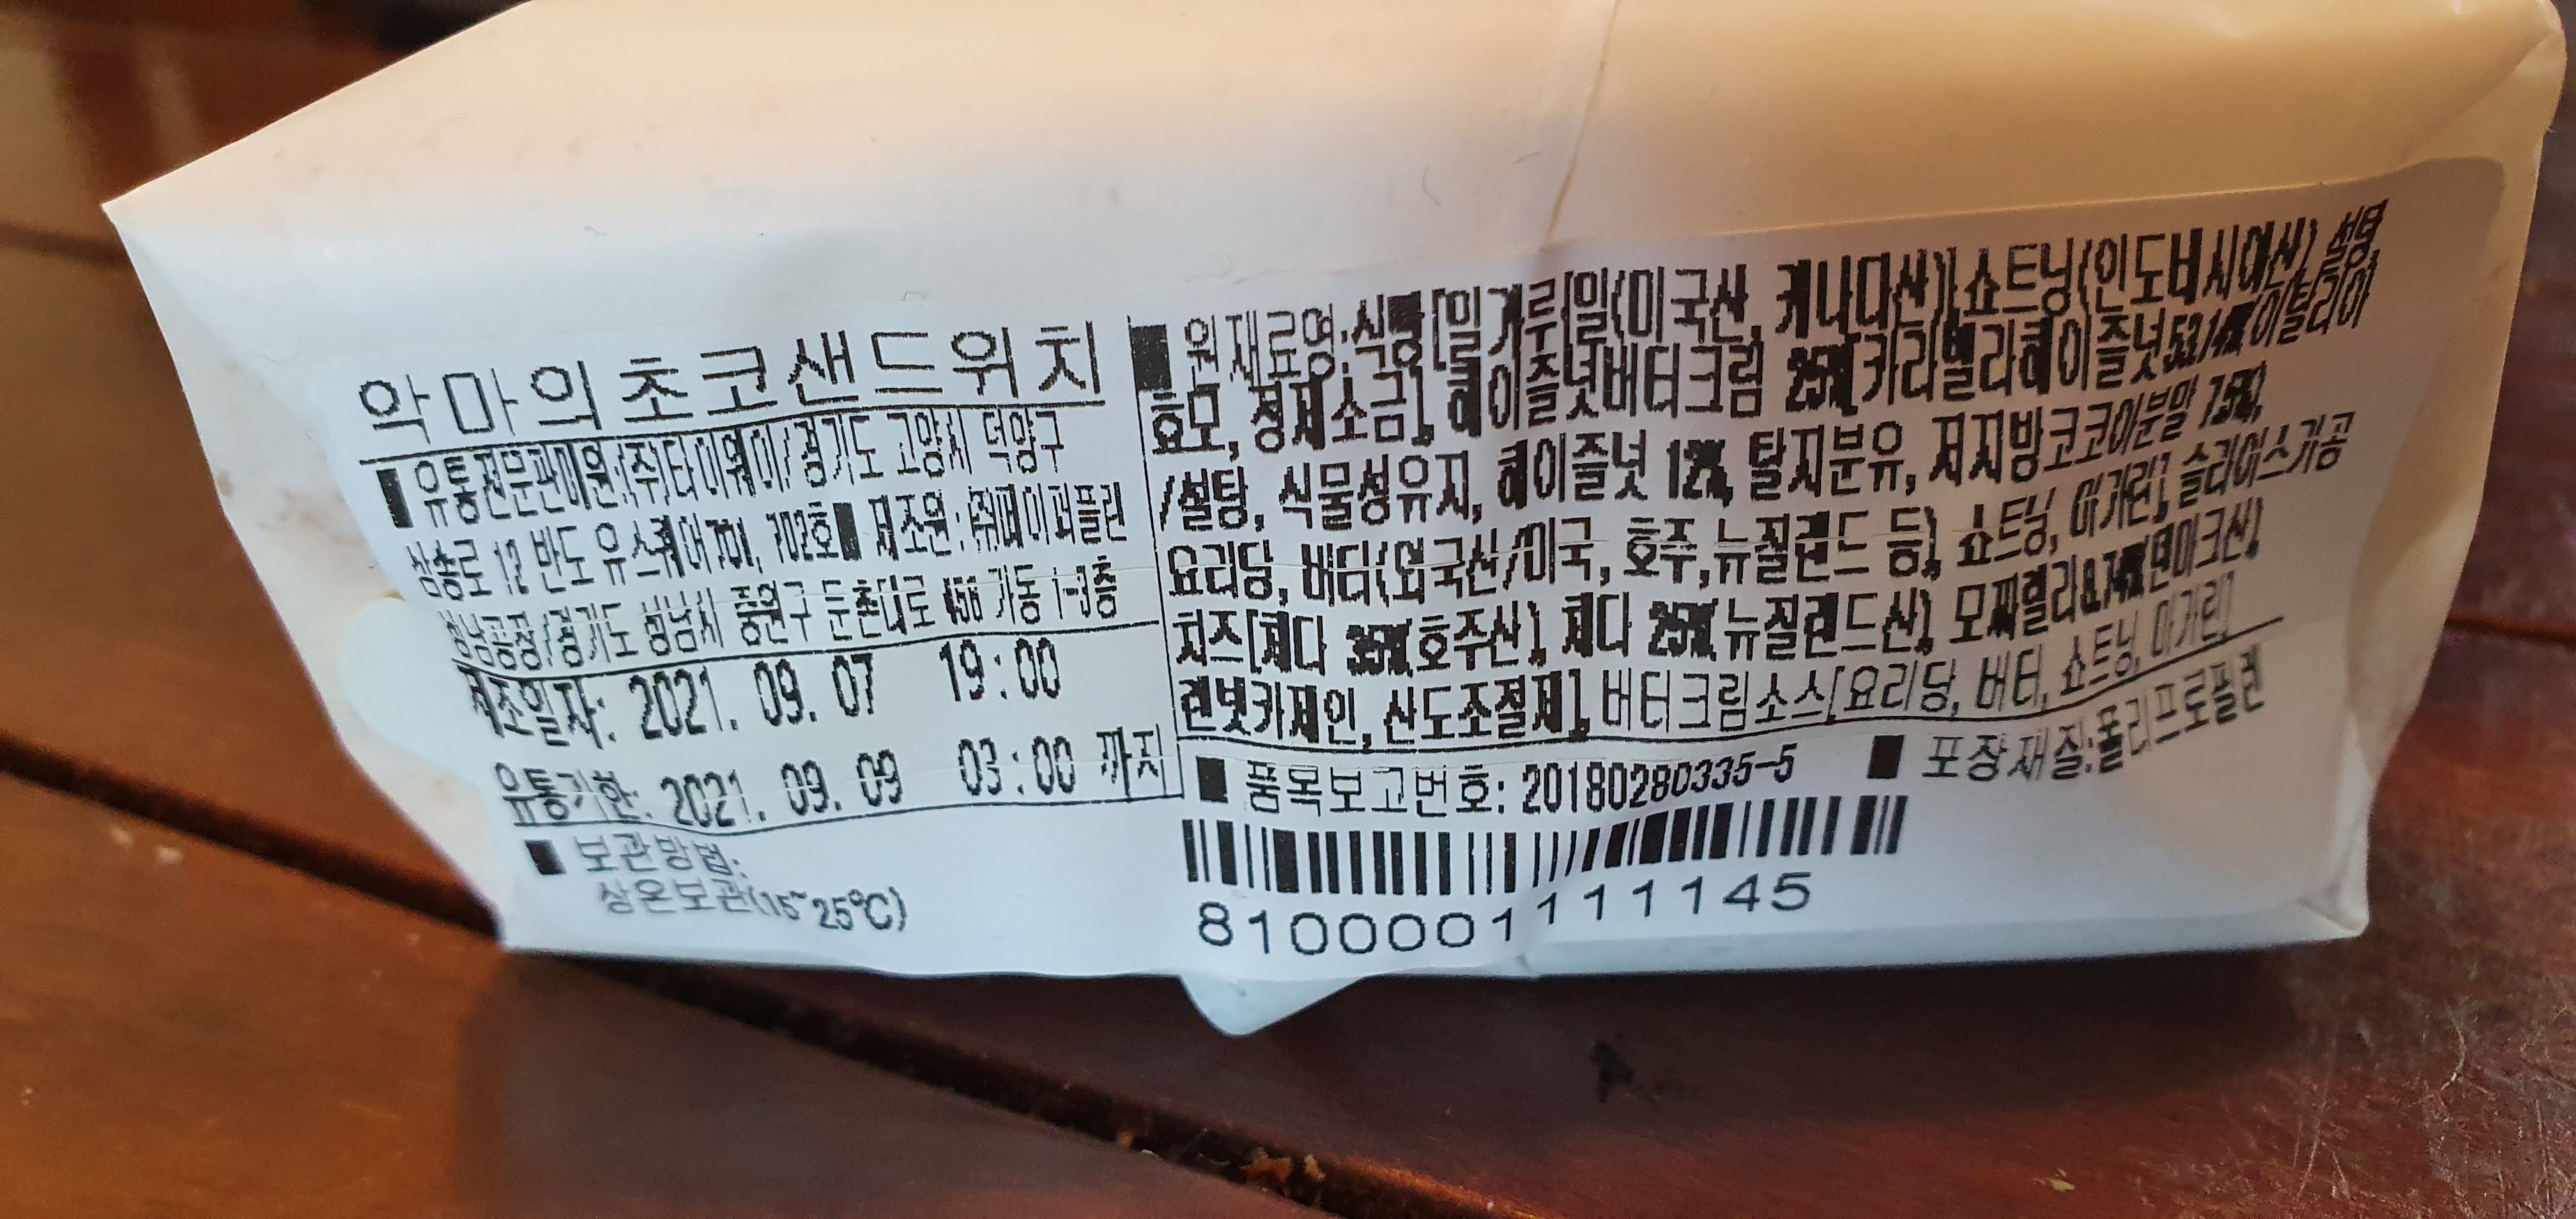 악마의초코샌드위치
■ 유통전문판매원:(주)타이웨이/경기도 고양시 덕양구
삼송로 12 반도 유스퀘어 701, 702호■ 제조원:㈜페이퍼플린
성남공장/경기도 성남시 중원구 둔촌대로 456 가동 1-3층
제조일자: 2021. 09. 07 19:00
유통기한: 2021. 09. 09 03:00 까지
■ 보관방법:
상온보관(15~25℃)
■ 원재료명:식빵[밀가루{밀(미국산, 캐나다산)},쇼트닝(인도네시아산) 설탕
효모, 정제소금], 헤이즐넛버터크림 25%[카라멜라헤이즐넛53.14%{이탈리아
/설탕, 식물성유지, 헤이즐넛 12%, 탈지분유, 저지방코코아분말 7.5%},
요리당, 버터(외국산/미국, 호주,뉴질랜드 등), 쇼트닝, 마가린], 슬라이스가공
치즈[체다 35%(호주산), 체다 25%(뉴질랜드산), 모짜렐라8.74%(덴마크산),
렌넷카제인, 산도조절제], 버터크림소스[요리당, 버터, 쇼트닝, 마가린]
■ 품목보고번호: 20180280335-5 ■ 포장재질:폴리프로필렌
8100001111145